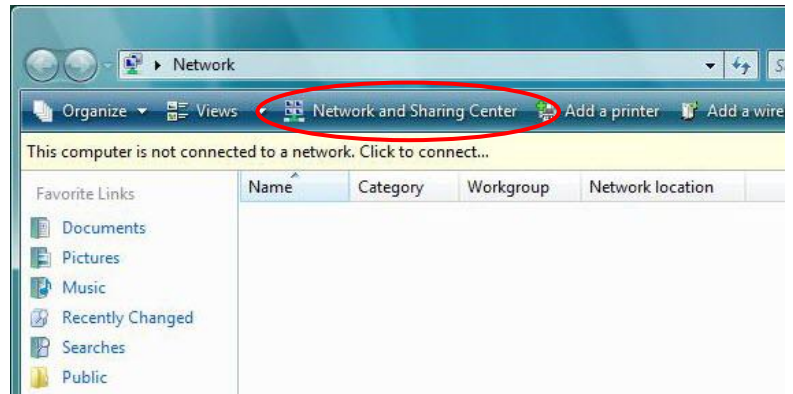 Network
Organize Views Network and Sharing Center Add a printer Add a wire
This computer is not connected to a network. Click to connect...
Favorite Links
Name Category Workgroup Network location
Documents
Pictures
Music
Recently Changed
Searches
Public